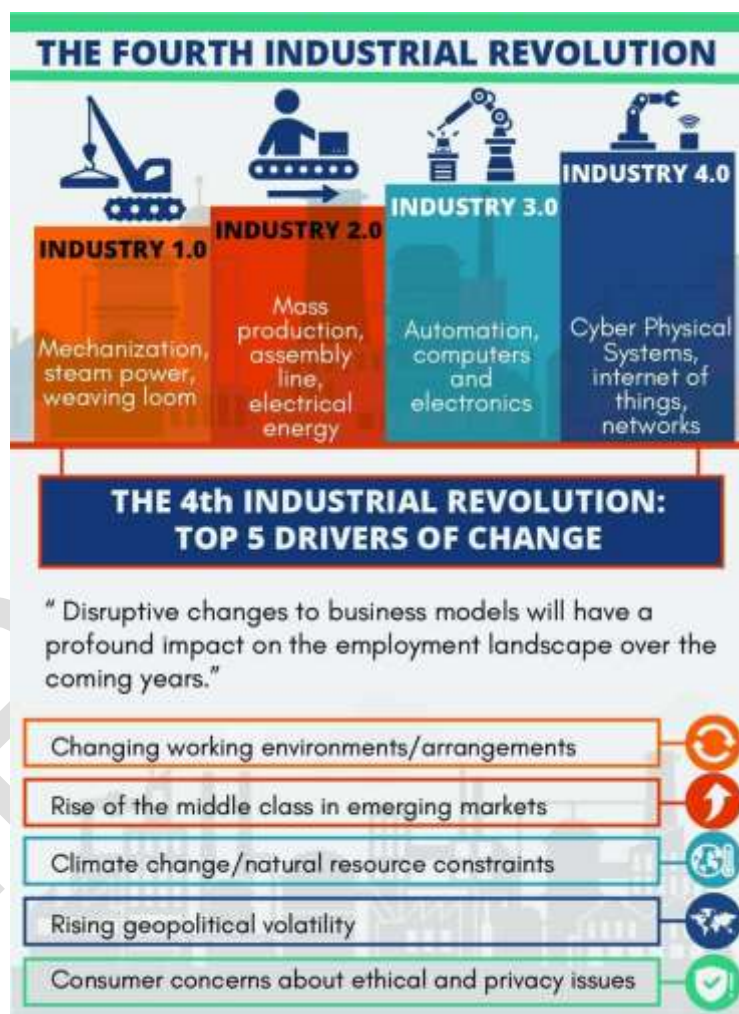 THE FOURTH INDUSTRIAL REVOLUTION
INDUSTRY 1.0
Mechanization,
steam power,
weaving loom
INDUSTRY 2.0
Mass
production,
assembly
line,
electrical
energy
INDUSTRY 3.0
Automation,
computers
and
electronics
INDUSTRY 4.0
Cyber Physical
Systems,
internet of
things,
networks
THE 4th INDUSTRIAL REVOLUTION:
TOP 5 DRIVERS OF CHANGE
“ Disruptive changes to business models will have a
profound impact on the employment landscape over the
coming years.”
Changing working environments/arrangements
Rise of the middle class in emerging markets
Climate change/natural resource constraints
Rising geopolitical volatility
Consumer concerns about ethical and privacy issues